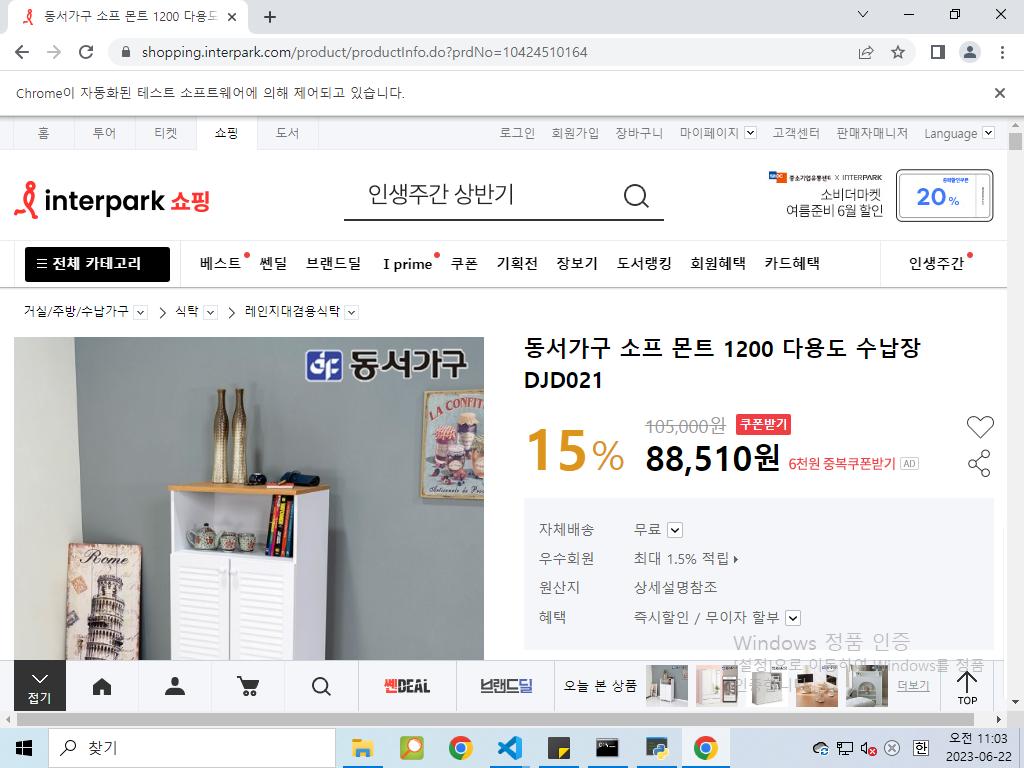 동서가구 소프 몬트 1200 다용도
shopping.interpark.com/product/productInfo.do?prdNo=10424510164
Chrome이 자동화된 테스트 소프트웨어에 의해 제어되고 있습니다.
홈 투어 티켓 쇼핑 도서 로그인 회원가입 장바구니 마이페이지 고객센터 판매자매니저 Language
interpark 쇼핑
인생주간 상반기
중소기업유통센터 X INTERPARK
소비더마켓
여름준비 6월 할인
20%
전체 카테고리 베스트 쎈딜 브랜드딜 I prime 쿠폰 기획전 장보기 도서랭킹 회원혜택 카드혜택 인생주간
거실/주방/수납가구 식탁 레인지대겸용식탁
동서가구
LA CONFIT
Rome
동서가구 소프 몬트 1200 다용도 수납장
DJD021
15%
105,000원 쿠폰받기
88,510원 6천원 중복쿠폰받기 AD
자체배송 무료
우수회원 최대 1.5% 적립
원산지 상세설명참조
혜택 즉시할인 / 무이자 할부
Windows 정품 인증
[설정]으로 이동하여 Windows를 정품
인증합니다.
접기
쎈DEAL
브랜드딜
오늘 본 상품
더보기
TOP
찾기
한
오전 11:03
2023-06-22